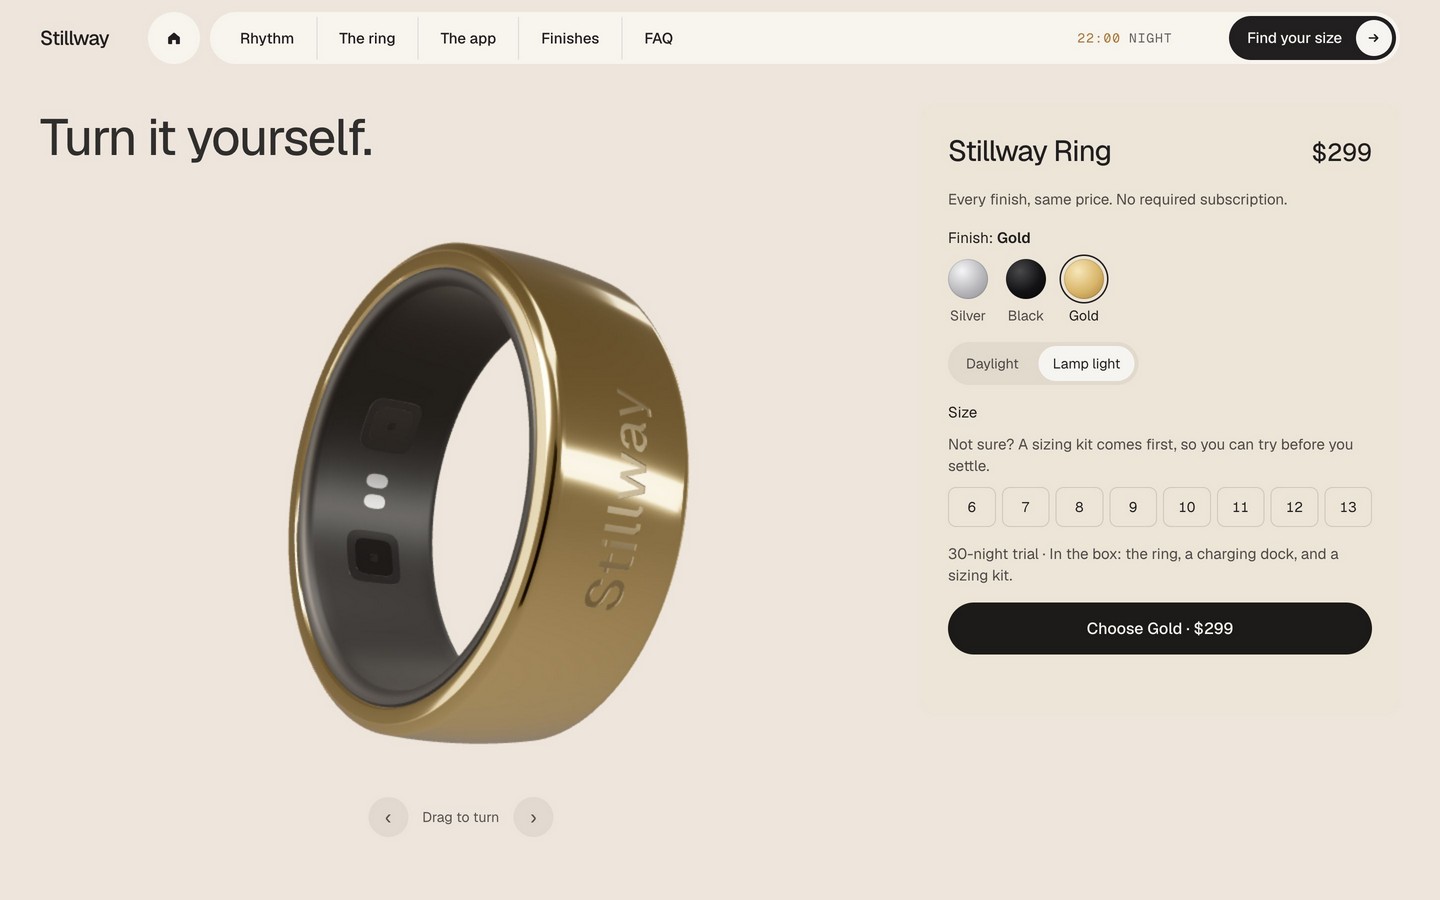 Stillway
Rhythm
The ring
The app
Finishes
FAQ
22:00 NIGHT
Find your size
Turn it yourself.
Stillway
Drag to turn
Stillway Ring
$299
Every finish, same price. No required subscription.
Finish: Gold
Silver
Black
Gold
Daylight
Lamp light
Size
Not sure? A sizing kit comes first, so you can try before you
settle.
6
7
8
9
10
11
12
13
30-night trial · In the box: the ring, a charging dock, and a
sizing kit.
Choose Gold · $299